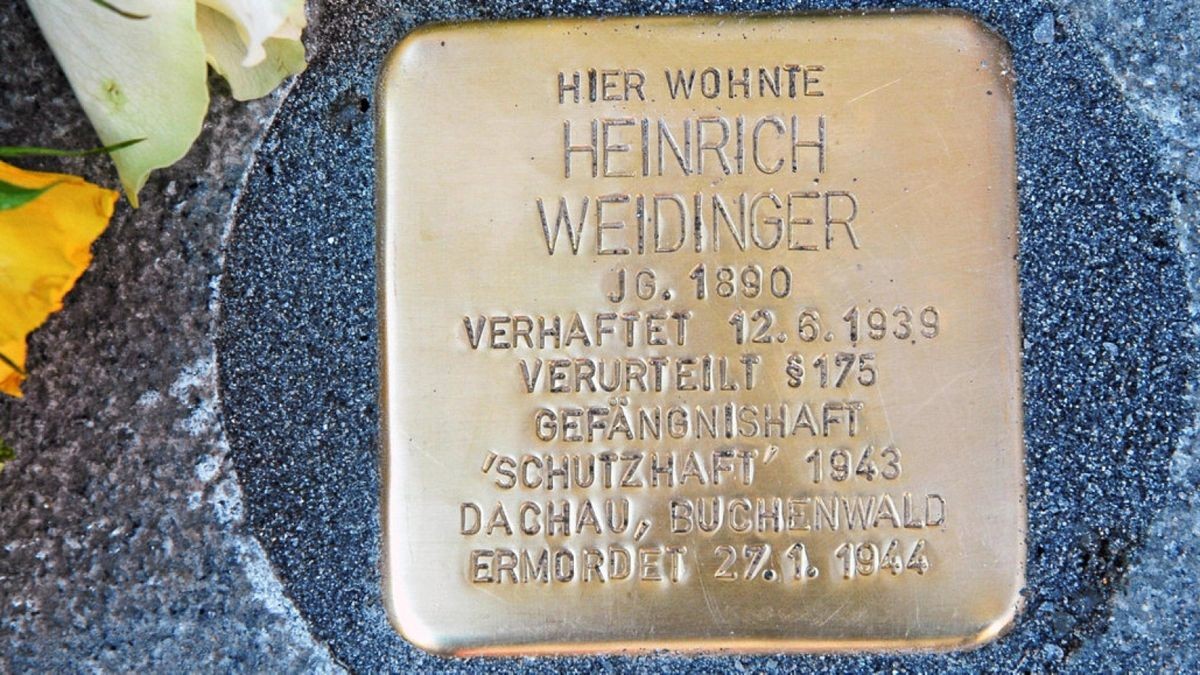 HIER WOHNTE
HEINRICH
WEIDINGER
JG. 1890
VERHAFTET 12.6.1939
VERURTEILT §175
GEFÄNGNISHAFT
'SCHUTZHAFT' 1943
DACHAU, BUCHENWALD
ERMORDET 27.1.1944